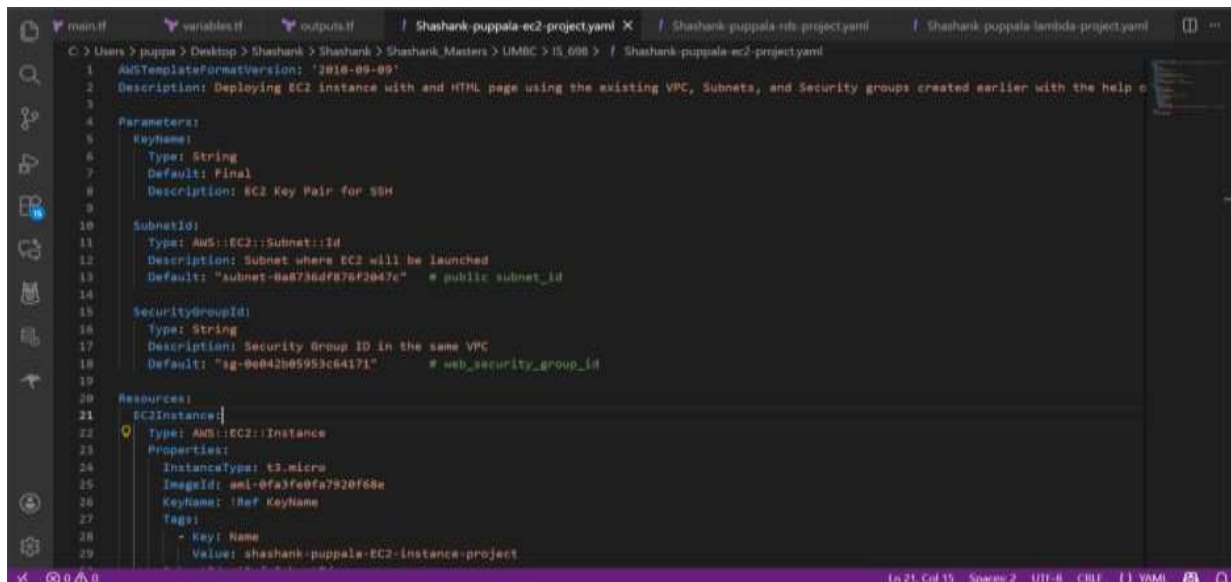 main.tf
variables.tf
outputs.tf
Shashank-puppala-ec2-project.yaml
Shashank-puppala-rds-project.yaml
Shashank-puppala-lambda-project.yaml
C: > Users > puppa > Desktop > Shashank > Shashank > Shashank_Masters > UMBC > IS_698 > Shashank-puppala-ec2-project.yaml
1 AWSTemplateFormatVersion: '2010-09-09'
2 Description: Deploying EC2 instance with and HTML page using the existing VPC, Subnets, and Security groups created earlier with the help o
3
4 Parameters:
5 KeyName:
6 Type: String
7 Default: Final
8 Description: EC2 Key Pair for SSH
9
10 SubnetId:
11 Type: AWS::EC2::Subnet::Id
12 Description: Subnet where EC2 will be launched
13 Default: "subnet-0a8736df876f2047c" # public subnet_id
14
15 SecurityGroupId:
16 Type: String
17 Description: Security Group ID in the same VPC
18 Default: "sg-0e042b05953c64171" # web_security_group_id
19
20 Resources:
21 EC2Instance:
22 Type: AWS::EC2::Instance
23 Properties:
24 InstanceType: t3.micro
25 ImageId: ami-0fa3fe0fa7920f68e
26 KeyName: !Ref KeyName
27 Tags:
28 - Key: Name
29 Value: shashank-puppala-EC2-instance-project
15
0 0
Ln 21, Col 15 Spaces: 2 UTF-8 CRLF {} YAML